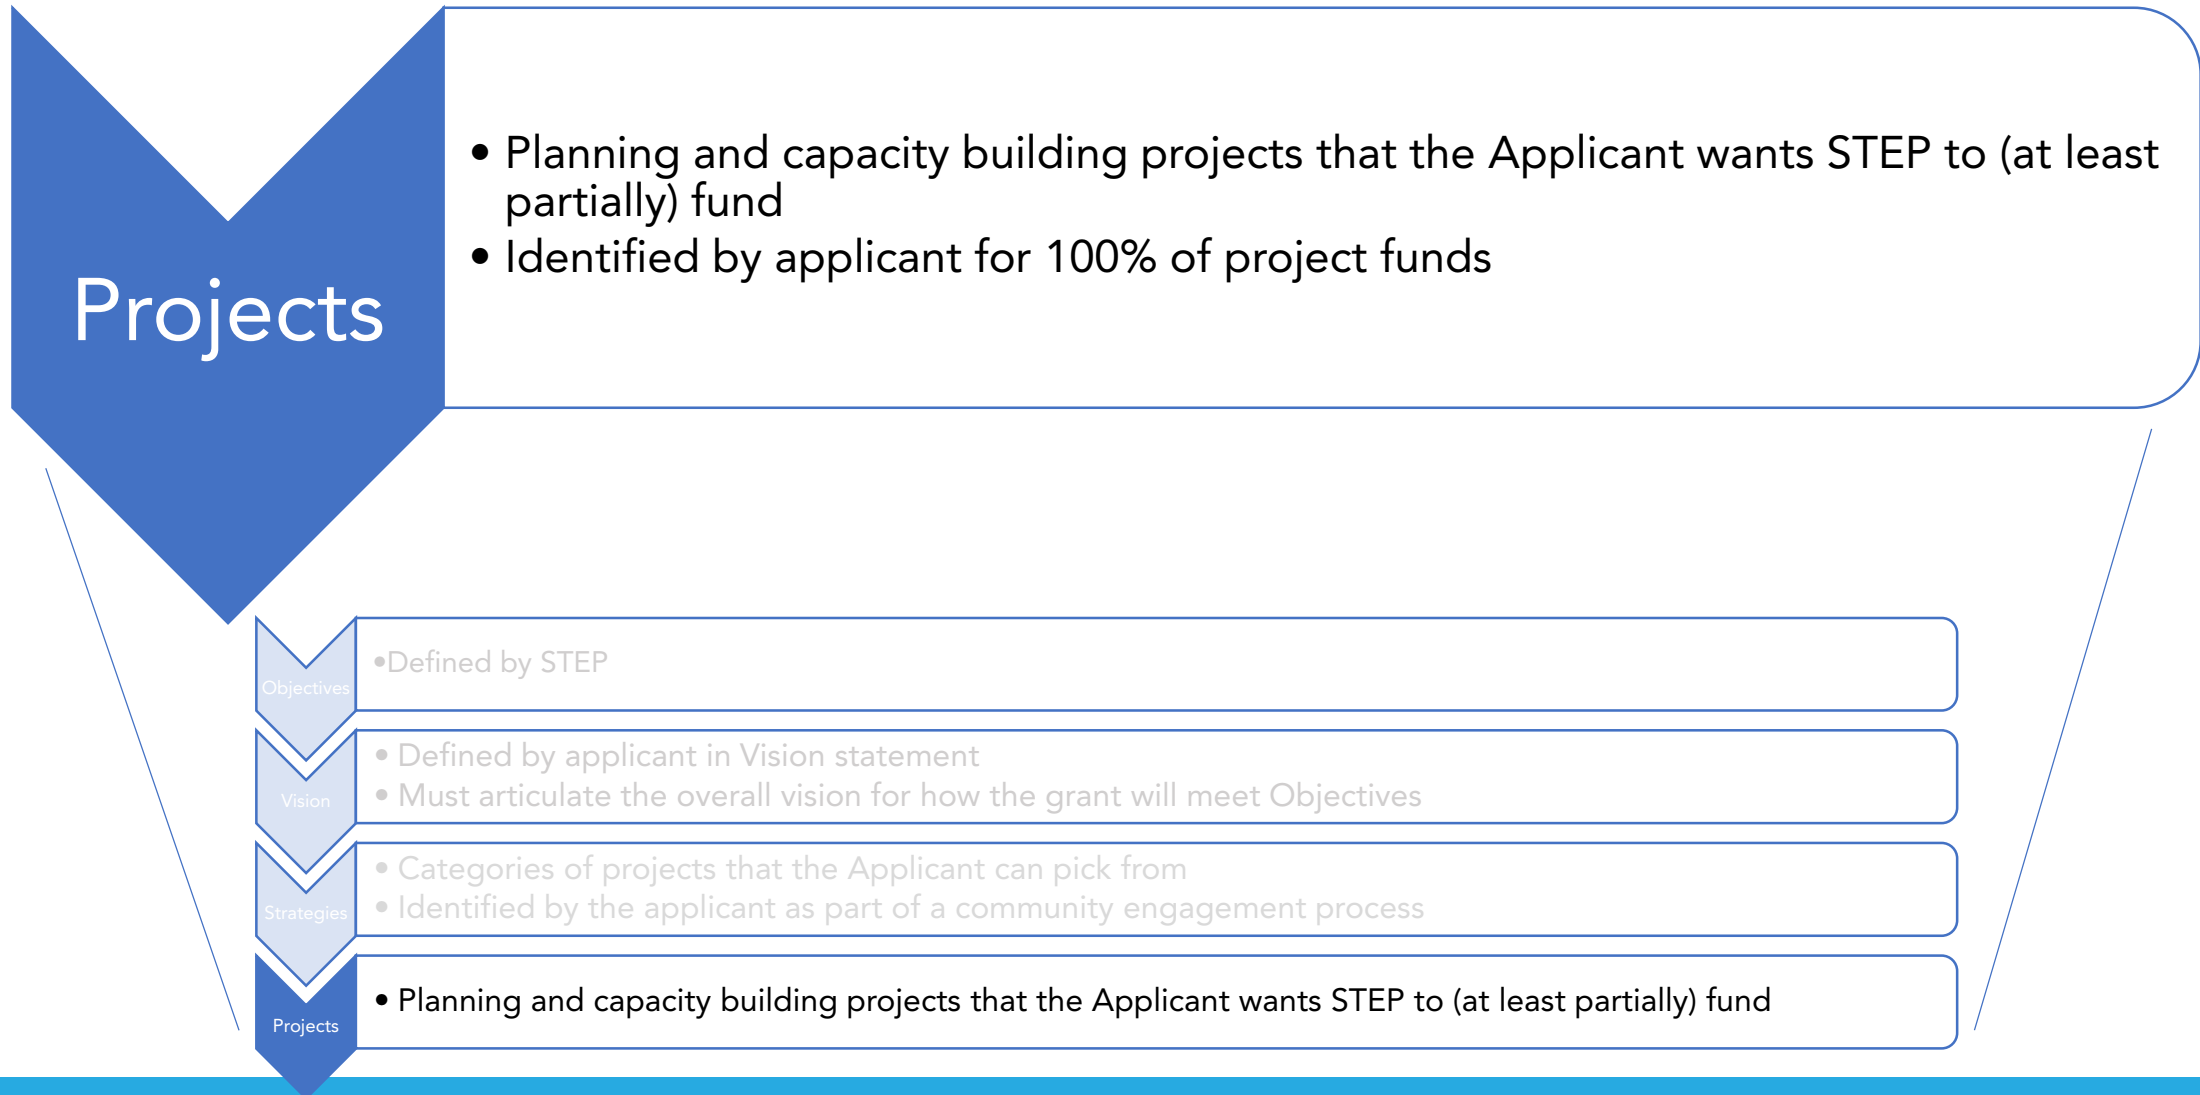 Projects
• Planning and capacity building projects that the Applicant wants STEP to (at least
partially) fund
• Identified by applicant for 100% of project funds
Objectives
•Defined by STEP
Vision
• Defined by applicant in Vision statement
• Must articulate the overall vision for how the grant will meet Objectives
Strategies
• Categories of projects that the Applicant can pick from
• Identified by the applicant as part of a community engagement process
Projects
• Planning and capacity building projects that the Applicant wants STEP to (at least partially) fund